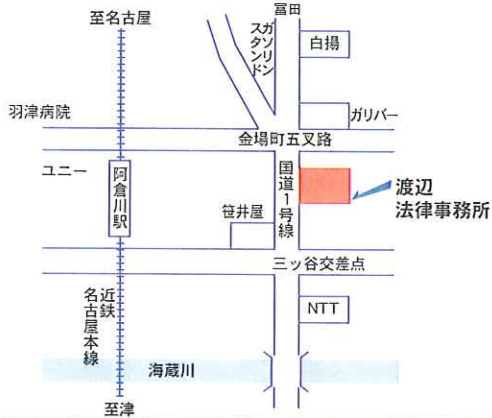 至名古屋
冨田
ガソリン
スタンド
白揚
羽津病院
ガリバー
金場町五叉路
ユニー
阿倉川駅
国道1号線
渡辺
法律事務所
笹井屋
三ッ谷交差点
近鉄
名古屋本線
NTT
海蔵川
至津